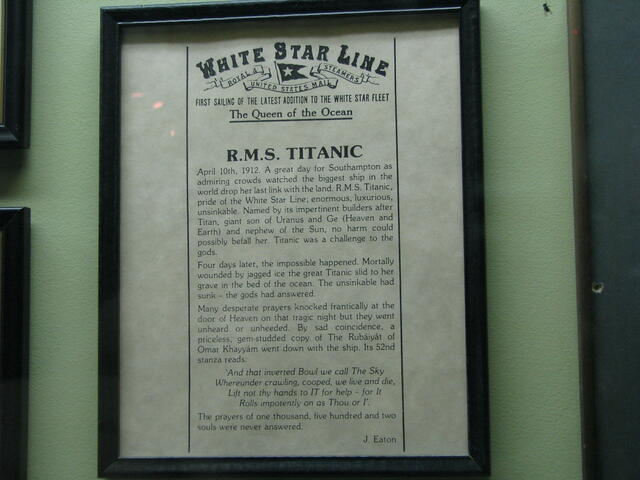 WHITE STAR LINE
ROYAL & UNITED STATES MAIL STEAMERS
FIRST SAILING OF THE LATEST ADDITION TO THE WHITE STAR FLEET
The Queen of the Ocean
R.M.S. TITANIC
April 10th, 1912. A great day for Southampton as
admiring crowds watched the biggest ship in the
world drop her last link with the land. R.M.S. Titanic,
pride of the White Star Line; enormous, luxurious,
unsinkable. Named by its impertinent builders after
Titan, giant son of Uranus and Ge (Heaven and
Earth) and nephew of the Sun, no harm could
possibly befall her. Titanic was a challenge to the
gods.
Four days later, the impossible happened. Mortally
wounded by jagged ice the great Titanic slid to her
grave in the bed of the ocean. The unsinkable had
sunk - the gods had answered.
Many desperate prayers knocked frantically at the
door of Heaven on that tragic night but they went
unheard or unheeded. By sad coincidence, a
priceless, gem-studded copy of The Rubáiyát of
Omar Khayyám went down with the ship. Its 52nd
stanza reads:
'And that inverted Bowl we call The Sky
Whereunder crawling, cooped, we live and die,
Lift not thy hands to IT for help - for It
Rolls impotently on as Thou or I'.
The prayers of one thousand, five hundred and two
souls were never answered.
J. Eaton